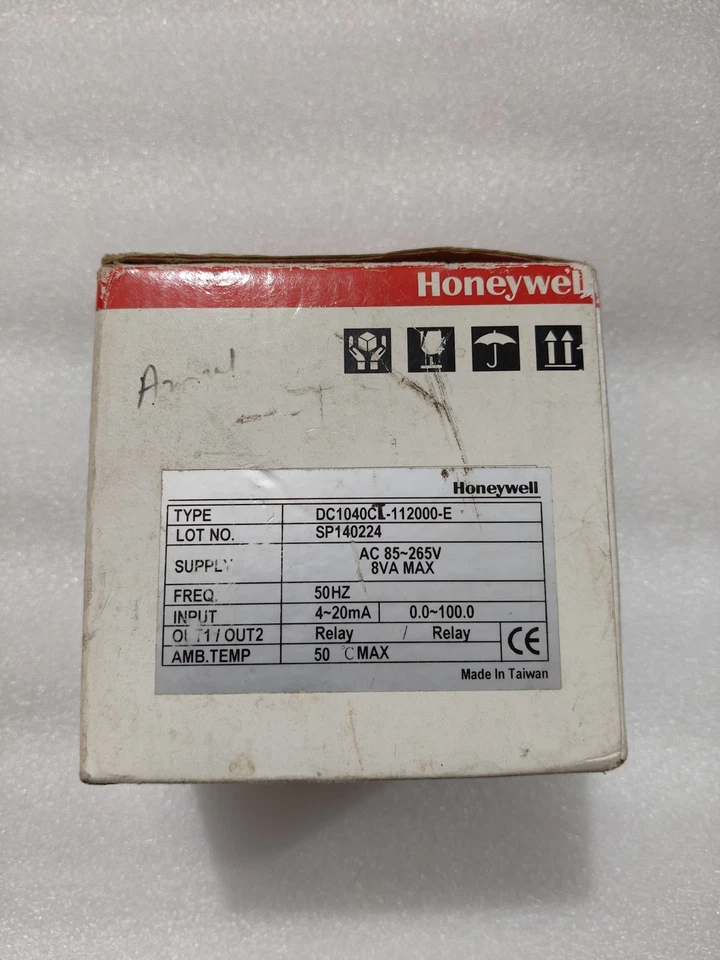 Honeywell
Honeywell
TYPE DC1040CT-112000-E
LOT NO. SP140224
SUPPLY AC 85~265V
8VA MAX
FREQ. 50HZ
INPUT 4~20mA 0.0~100.0
OUT1 / OUT2 Relay / Relay
AMB.TEMP 50 ℃ MAX
CE
Made In Taiwan